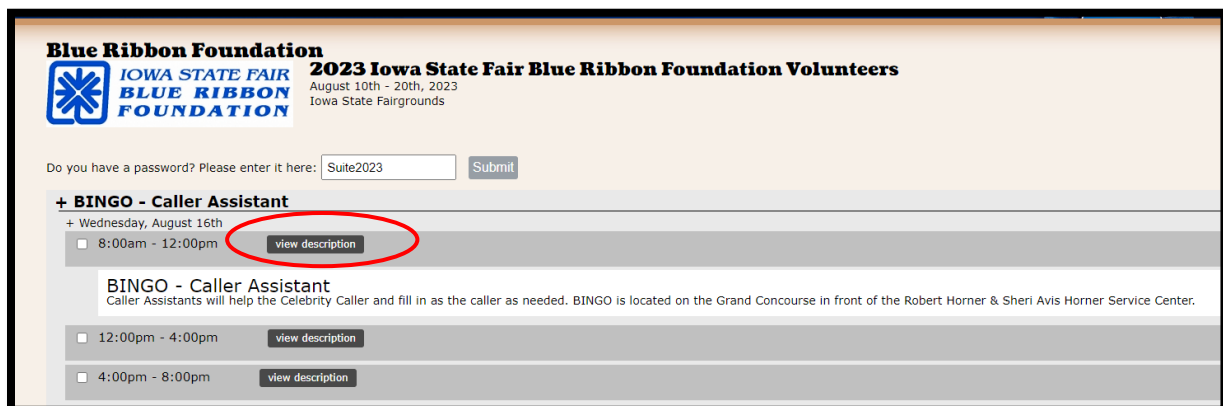 Blue Ribbon Foundation
IOWA STATE FAIR
BLUE RIBBON
FOUNDATION
2023 Iowa State Fair Blue Ribbon Foundation Volunteers
August 10th - 20th, 2023
Iowa State Fairgrounds
Do you have a password? Please enter it here: Suite2023 Submit
+ BINGO - Caller Assistant
+ Wednesday, August 16th
8:00am - 12:00pm view description
BINGO - Caller Assistant
Caller Assistants will help the Celebrity Caller and fill in as the caller as needed. BINGO is located on the Grand Concourse in front of the Robert Horner & Sheri Avis Horner Service Center.
12:00pm - 4:00pm view description
4:00pm - 8:00pm view description